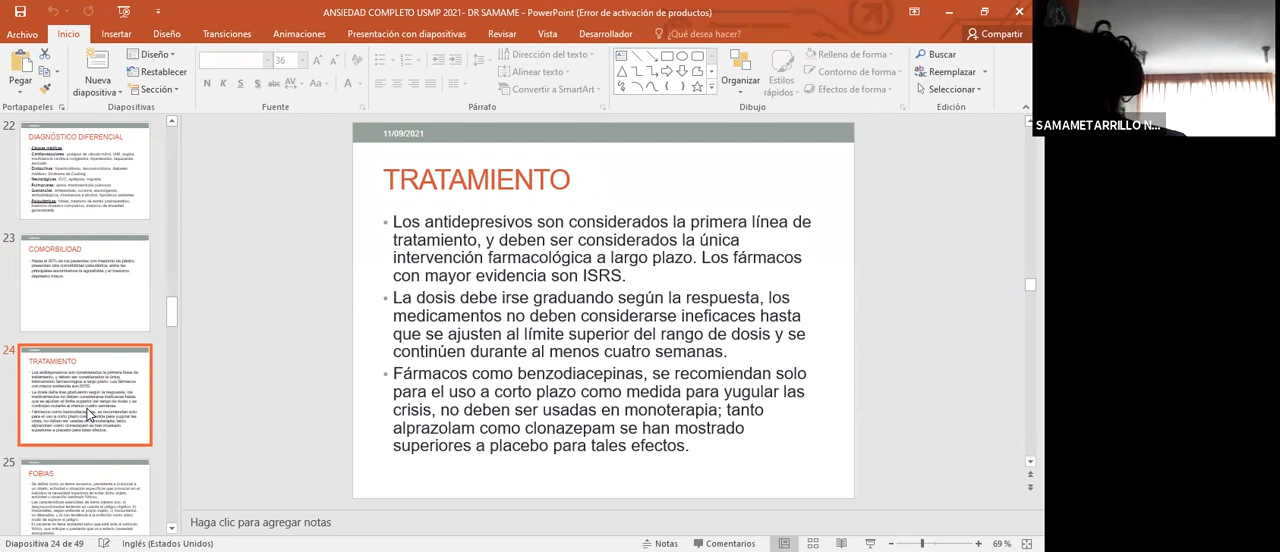 ANSIEDAD COMPLETO USMP 2021- DR SAMAME - PowerPoint (Error de activación de productos)
Archivo Inicio Insertar Diseño Transiciones Animaciones Presentación con diapositivas Revisar Vista Desarrollador ¿Qué desea hacer? Compartir
Pegar
Portapapeles
Nueva
diapositiva
Diseño
Restablecer
Sección
Diapositivas
36
N K S S abc AV Aa A
Fuente
Párrafo
Dirección del texto
Alinear texto
Convertir a SmartArt
Organizar
Estilos
rápidos
Relleno de forma
Contorno de forma
Efectos de forma
Dibujo
Buscar
Reemplazar
Seleccionar
Edición
SAMAMETARRILLO N...
22
DIAGNÓSTICO DIFERENCIAL
23
COMORBILIDAD
24
TRATAMIENTO
25
FOBIAS
11/09/2021
TRATAMIENTO
• Los antidepresivos son considerados la primera línea de
tratamiento, y deben ser considerados la única
intervención farmacológica a largo plazo. Los fármacos
con mayor evidencia son ISRS.
• La dosis debe irse graduando según la respuesta, los
medicamentos no deben considerarse ineficaces hasta
que se ajusten al límite superior del rango de dosis y se
continúen durante al menos cuatro semanas.
• Fármacos como benzodiacepinas, se recomiendan solo
para el uso a corto plazo como medida para yugular las
crisis, no deben ser usadas en monoterapia; tanto
alprazolam como clonazepam se han mostrado
superiores a placebo para tales efectos.
Haga clic para agregar notas
Diapositiva 24 de 49 Inglés (Estados Unidos) Notas Comentarios 69 %